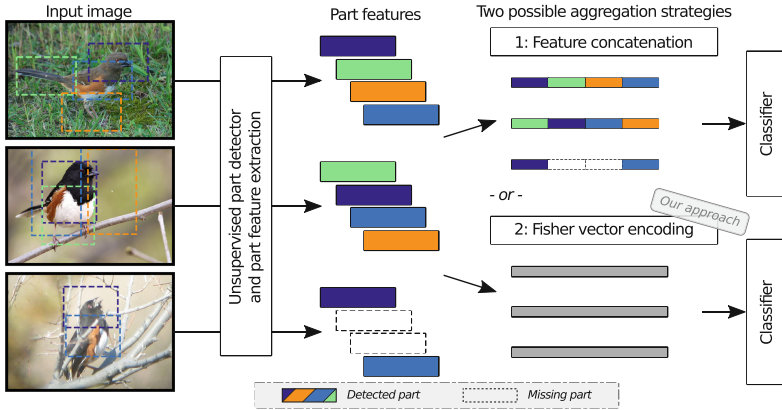 Input image
Part features
Two possible aggregation strategies
Unsupervised part detector
and part feature extraction
1: Feature concatenation
Classifier
- or -
Our approach
2: Fisher vector encoding
Classifier
Detected part
Missing part